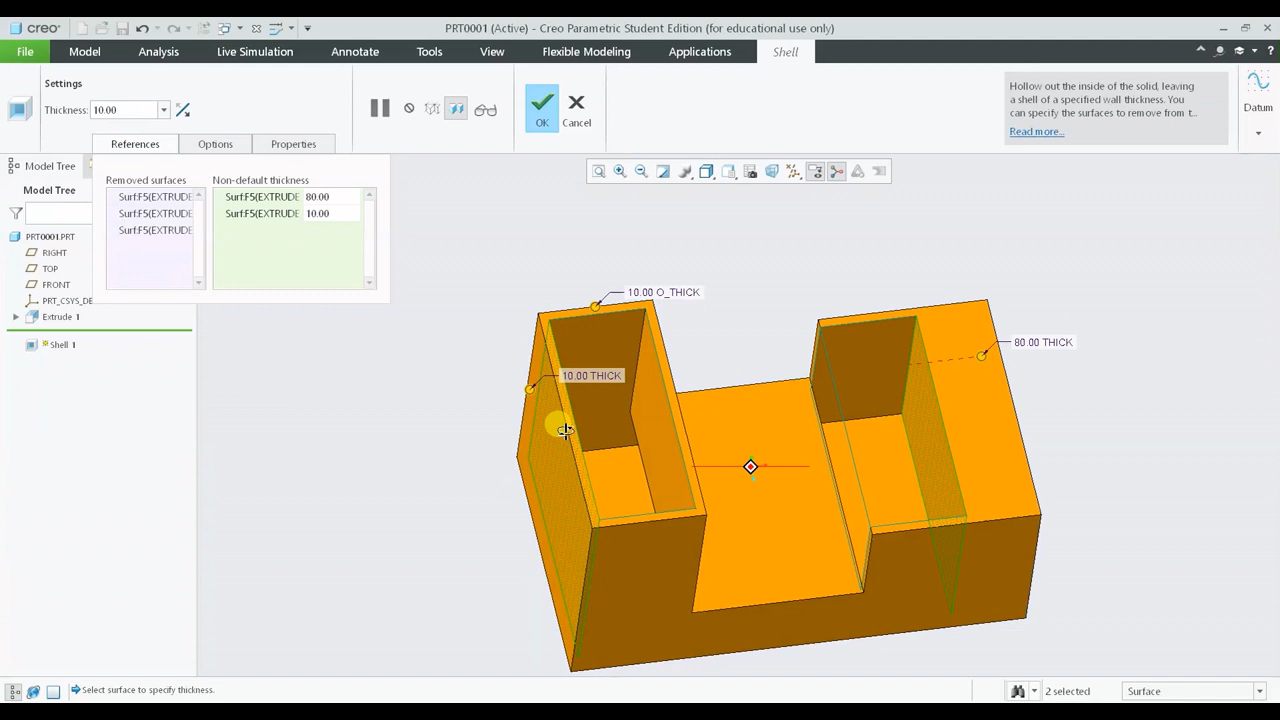 creo
PRT0001 (Active) - Creo Parametric Student Edition (for educational use only)
File
Model
Analysis
Live Simulation
Annotate
Tools
View
Flexible Modeling
Applications
Shell
Settings
Thickness: 10.00
OK
Cancel
Hollow out the inside of the solid, leaving
a shell of a specified wall thickness. You
can specify the surfaces to remove from t...
Read more...
Datum
References
Options
Properties
Model Tree
Model Tree
Removed surfaces
Non-default thickness
Surf:F5(EXTRUDE
Surf:F5(EXTRUDE
Surf:F5(EXTRUDE
Surf:F5(EXTRUDE 80.00
Surf:F5(EXTRUDE 10.00
PRT0001.PRT
RIGHT
TOP
FRONT
PRT_CSYS_DE
Extrude 1
Shell 1
10.00 O_THICK
10.00 THICK
80.00 THICK
Select surface to specify thickness.
2 selected
Surface